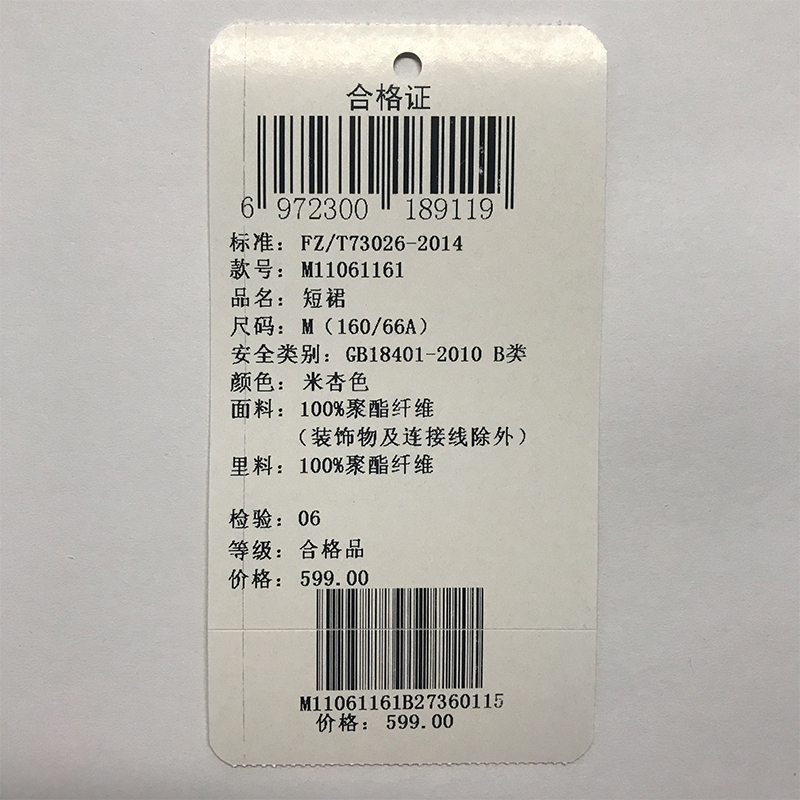 合格证
6 972300 189119
标准：FZ/T73026-2014
款号：M11061161
品名：短裙
尺码：M（160/66A）
安全类别：GB18401-2010 B类
颜色：米杏色
面料：100%聚酯纤维
（装饰物及连接线除外）
里料：100%聚酯纤维
检验：06
等级：合格品
价格：599.00
M11061161B27360115
价格：599.00